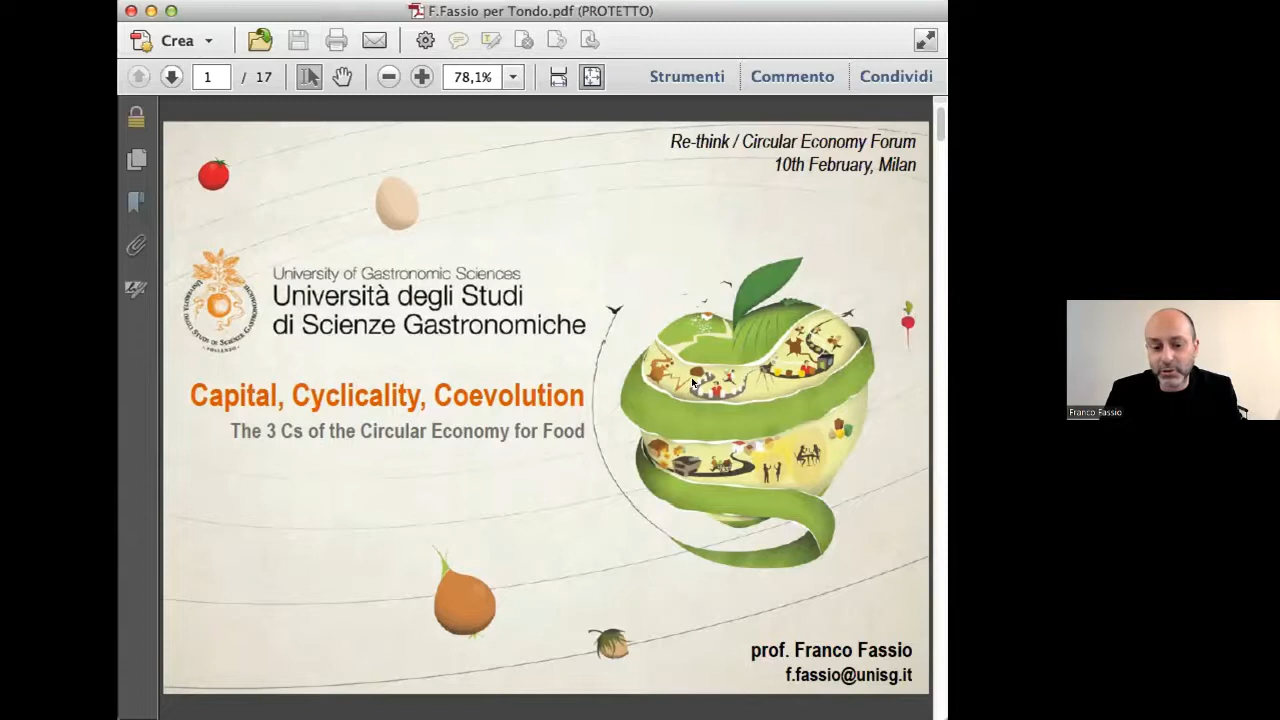 F.Fassio per Tondo.pdf (PROTETTO)
Crea
1 / 17
78,1%
Strumenti
Commento
Condividi
Re-think / Circular Economy Forum
10th February, Milan
University of Gastronomic Sciences
Università degli Studi
di Scienze Gastronomiche
Capital, Cyclicality, Coevolution
The 3 Cs of the Circular Economy for Food
prof. Franco Fassio
f.fassio@unisg.it
Franco Fassio